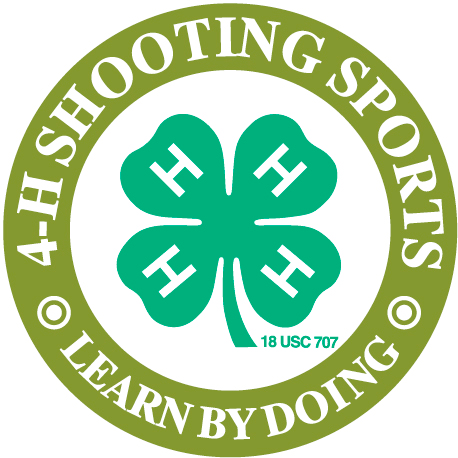 4-H SHOOTING SPORTS
H H
H H
18 USC 707
LEARN BY DOING